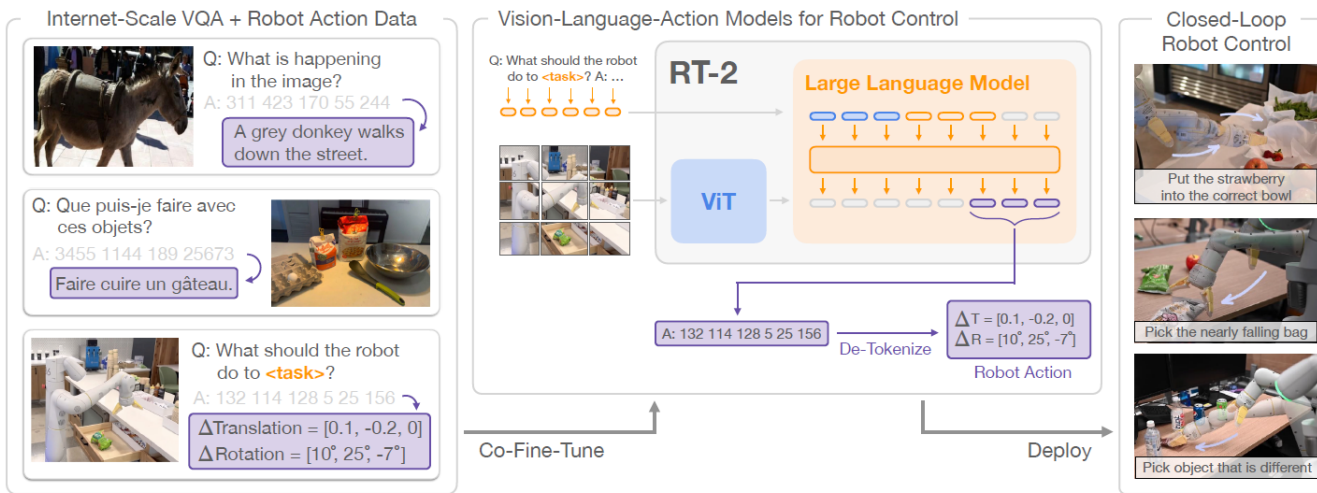 Internet-Scale VQA + Robot Action Data
Q: What is happening
in the image?
A: 311 423 170 55 244
A grey donkey walks
down the street.
Q: Que puis-je faire avec
ces objets?
A: 3455 1144 189 25673
Faire cuire un gâteau.
Q: What should the robot
do to <task>?
A: 132 114 128 5 25 156
ΔTranslation = [0.1, -0.2, 0]
ΔRotation = [10°, 25°, -7°]
Co-Fine-Tune
Vision-Language-Action Models for Robot Control
Q: What should the robot
do to <task>? A: ...
RT-2
Large Language Model
ViT
A: 132 114 128 5 25 156
De-Tokenize
ΔT = [0.1, -0.2, 0]
ΔR = [10°, 25°, -7°]
Robot Action
Deploy
Closed-Loop
Robot Control
Put the strawberry
into the correct bowl
Pick the nearly falling bag
Pick object that is different